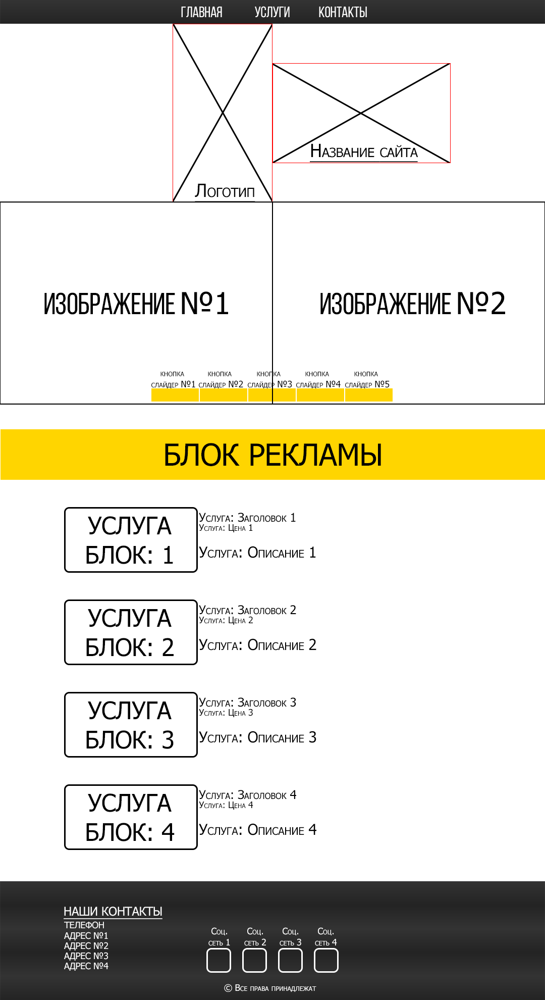 ГЛАВНАЯ УСЛУГИ КОНТАКТЫ
Название сайта
Логотип
ИЗОБРАЖЕНИЕ №1
ИЗОБРАЖЕНИЕ №2
кнопка слайдер №1
кнопка слайдер №2
кнопка слайдер №3
кнопка слайдер №4
кнопка слайдер №5
БЛОК РЕКЛАМЫ
УСЛУГА
БЛОК: 1
Услуга: Заголовок 1
Услуга: Цена 1
Услуга: Описание 1
УСЛУГА
БЛОК: 2
Услуга: Заголовок 2
Услуга: Цена 2
Услуга: Описание 2
УСЛУГА
БЛОК: 3
Услуга: Заголовок 3
Услуга: Цена 3
Услуга: Описание 3
УСЛУГА
БЛОК: 4
Услуга: Заголовок 4
Услуга: Цена 4
Услуга: Описание 4
НАШИ КОНТАКТЫ
ТЕЛЕФОН
АДРЕС №1
АДРЕС №2
АДРЕС №3
АДРЕС №4
Соц. сеть 1
Соц. сеть 2
Соц. сеть 3
Соц. сеть 4
© Все права принадлежат